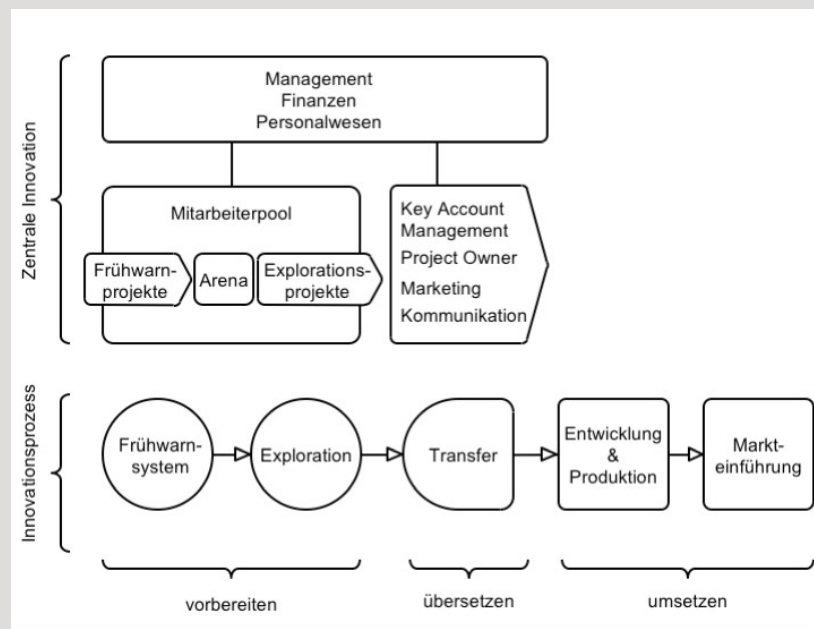 Zentrale Innovation
Management
Finanzen
Personalwesen
Mitarbeiterpool
Frühwarn-
projekte
Arena
Explorations-
projekte
Key Account
Management
Project Owner
Marketing
Kommunikation
Innovationsprozess
Frühwarn-
system
Exploration
Transfer
Entwicklung
&
Produktion
Markt-
einführung
vorbereiten
übersetzen
umsetzen